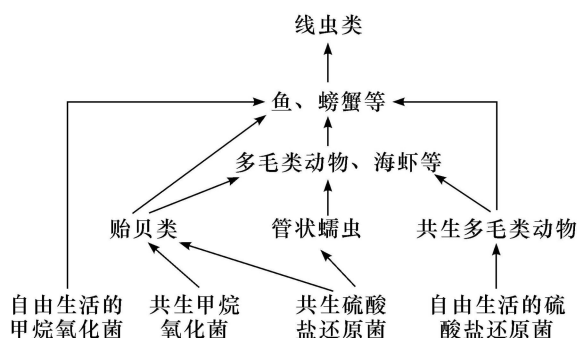 线虫类
鱼、螃蟹等
多毛类动物、海虾等
贻贝类
管状蠕虫
共生多毛类动物
自由生活的
甲烷氧化菌
共生甲烷
氧化菌
共生硫酸
盐还原菌
自由生活的硫
酸盐还原菌